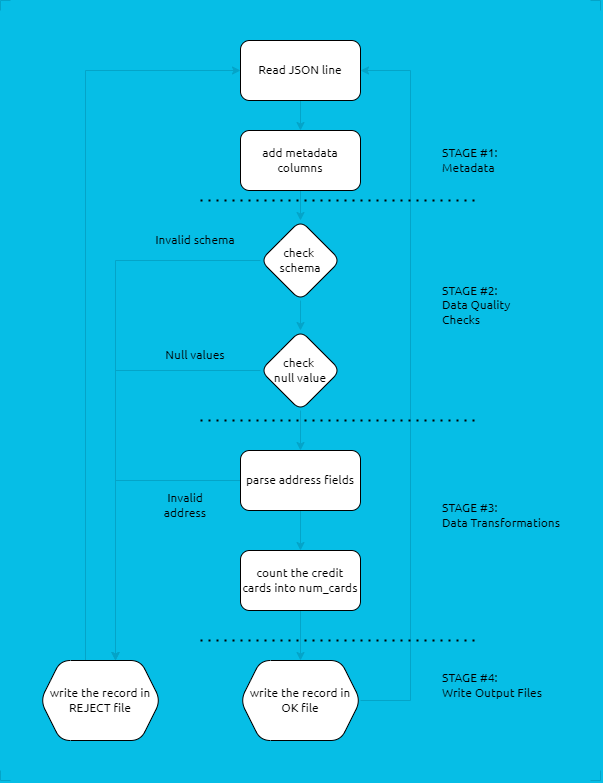 Read JSON line
add metadata
columns
STAGE #1:
Metadata
Invalid schema
check
schema
STAGE #2:
Data Quality
Checks
Null values
check
null value
parse address fields
Invalid
address
STAGE #3:
Data Transformations
count the credit
cards into num_cards
write the record in
REJECT file
write the record in
OK file
STAGE #4:
Write Output Files